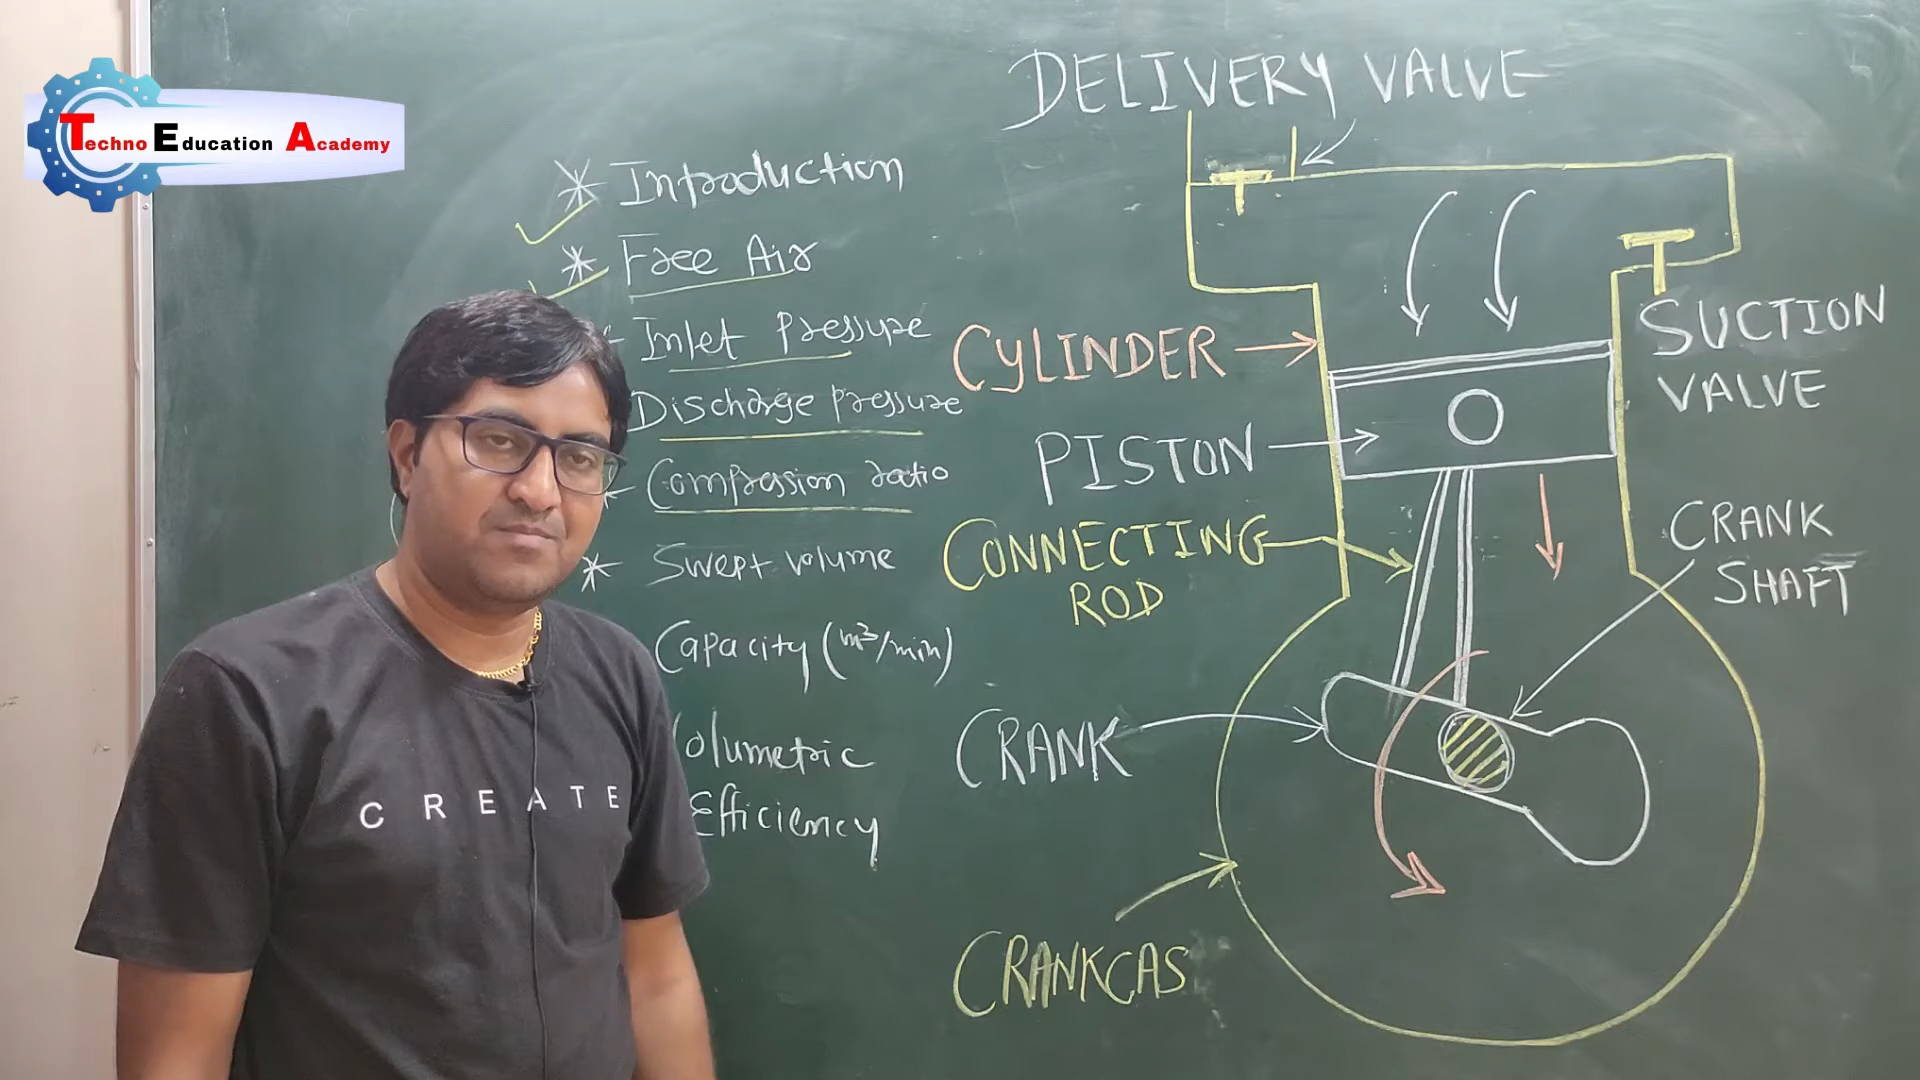 Techno Education Academy
Introduction
Free Air
Inlet Pressure
Discharge Pressure
Compression ratio
Swept volume
Capacity (m³/min)
Volumetric
Efficiency
CREATE
DELIVERY VALVE
SUCTION
VALVE
CYLINDER
PISTON
CONNECTING
ROD
CRANK
SHAFT
CRANK
CRANKCAS